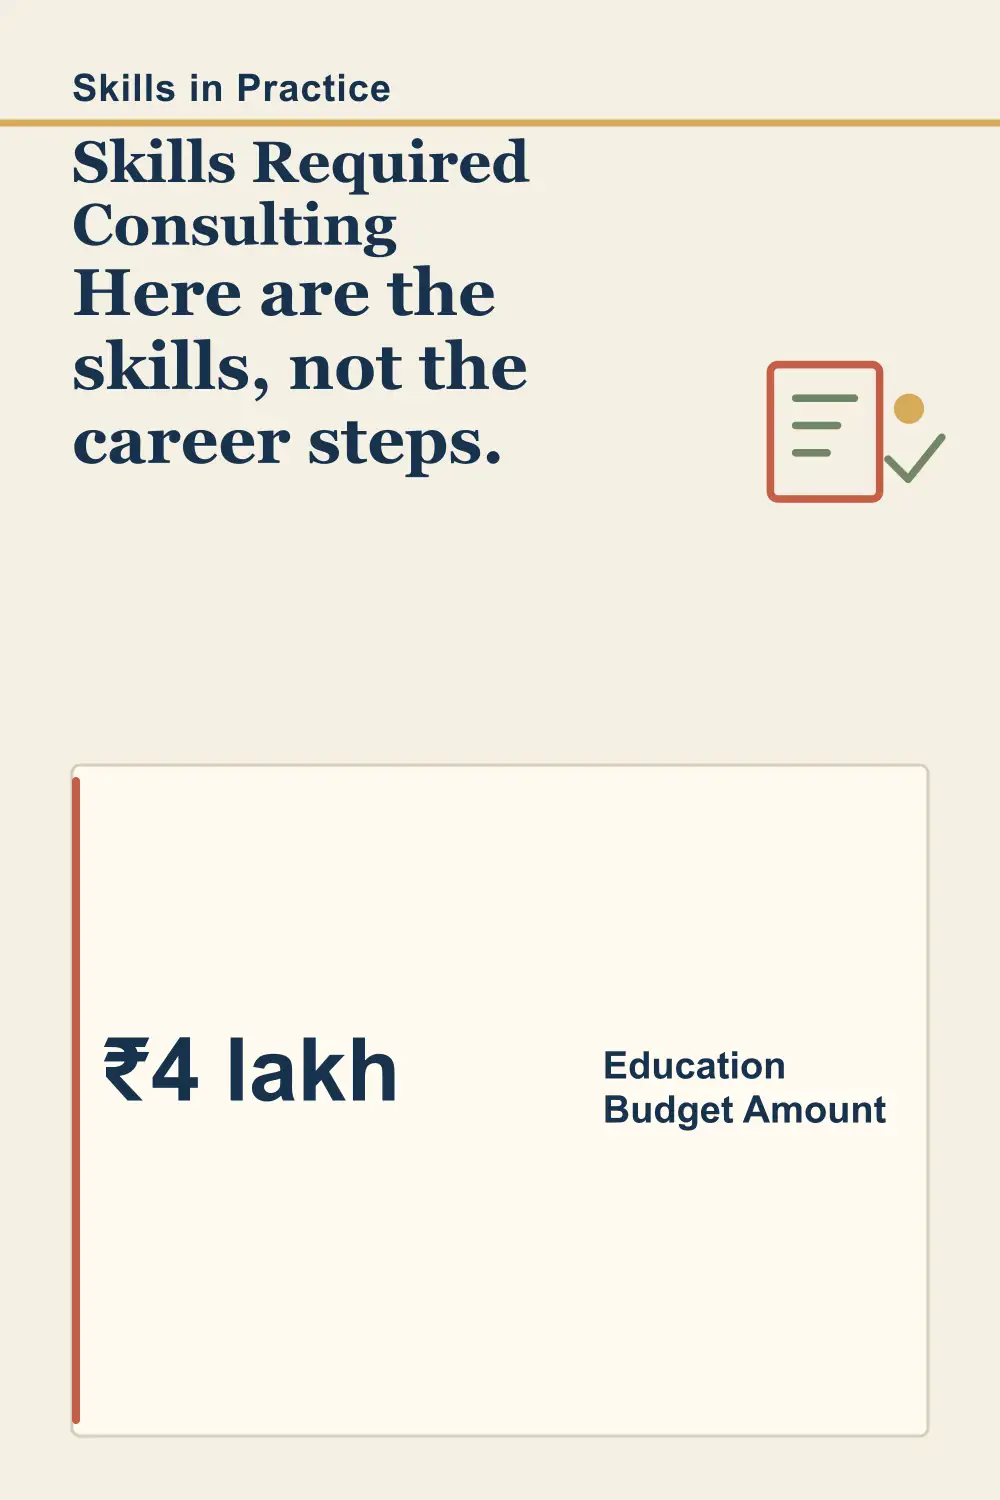 Skills in Practice
Skills Required
Consulting
Here are the
skills, not the
career steps.
₹4 lakh
Education
Budget Amount